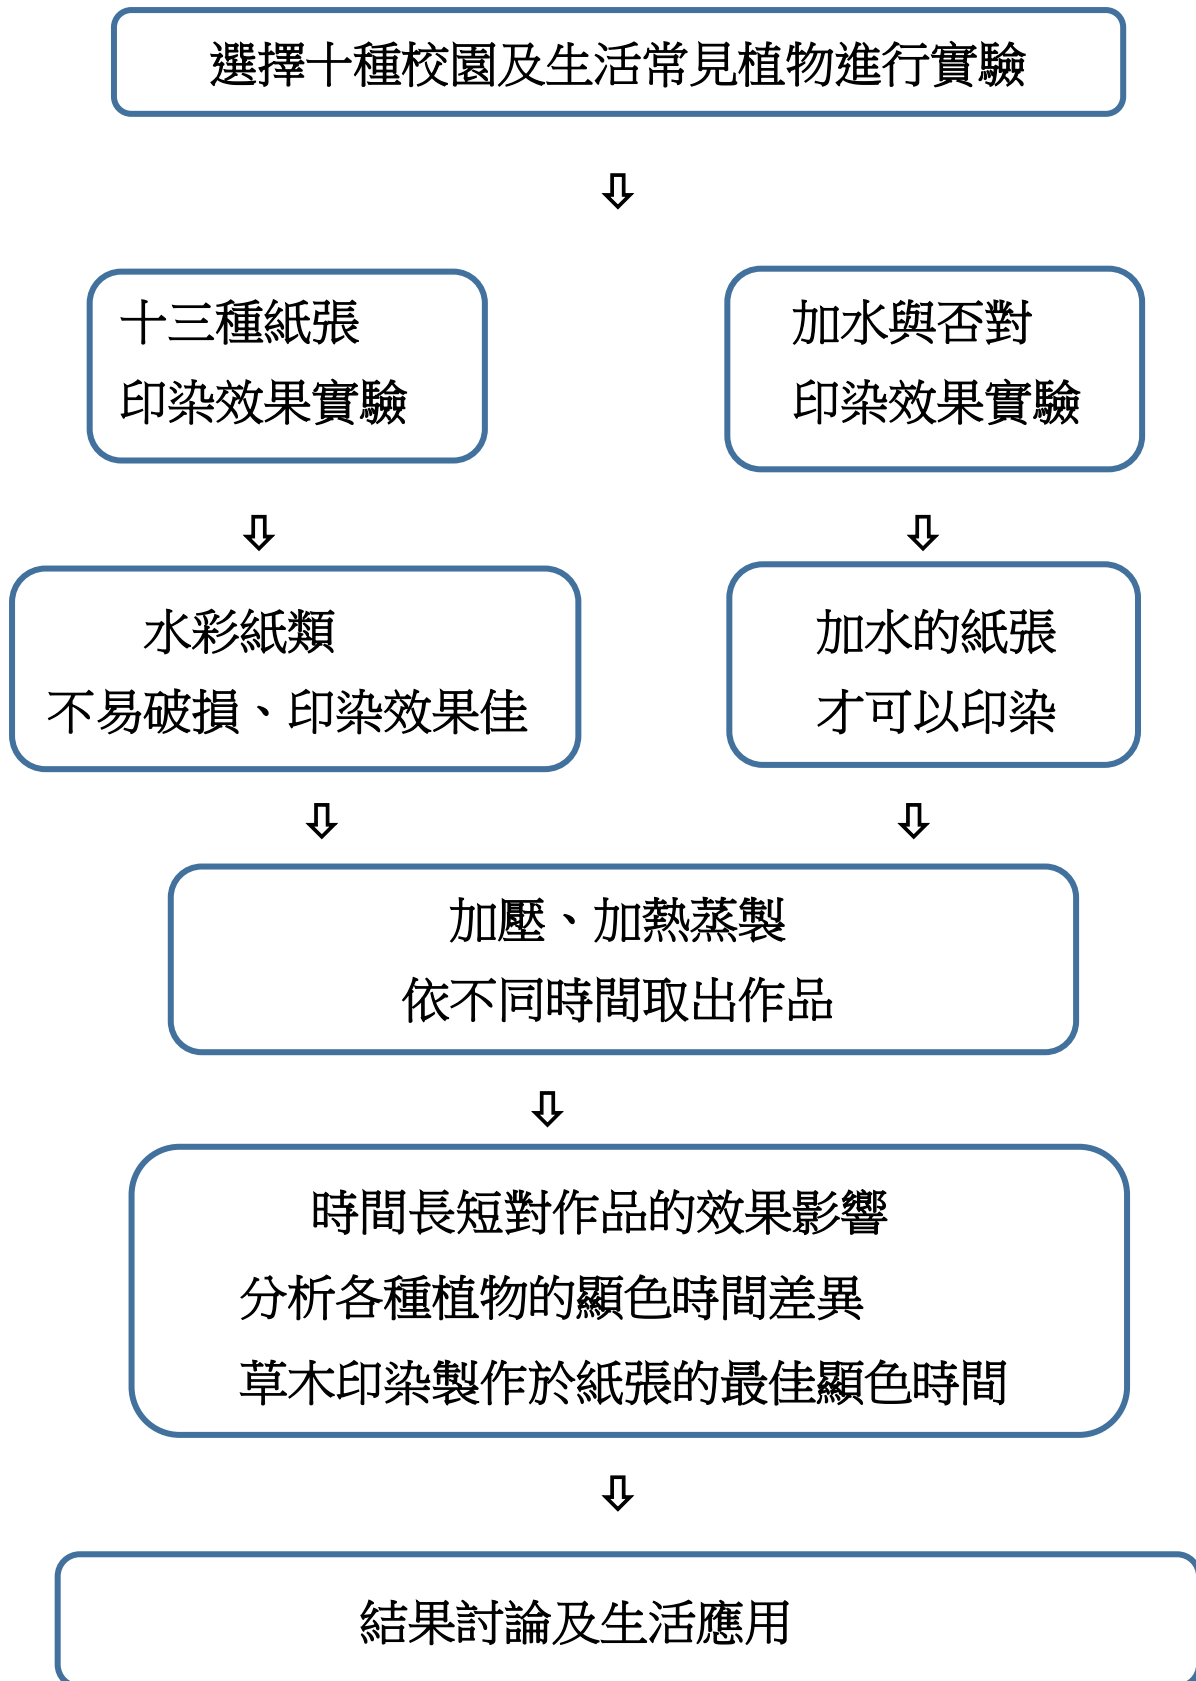 選擇十種校園及生活常見植物進行實驗
十三種紙張
印染效果實驗
加水與否對
印染效果實驗
水彩紙類
不易破損、印染效果佳
加水的紙張
才可以印染
加壓、加熱蒸製
依不同時間取出作品
時間長短對作品的效果影響
分析各種植物的顯色時間差異
草木印染製作於紙張的最佳顯色時間
結果討論及生活應用